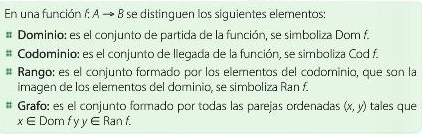 En una función f: A → B se distinguen los siguientes elementos:
Dominio: es el conjunto de partida de la función, se simboliza Dom f.
Codominio: es el conjunto de llegada de la función, se simboliza Cod f.
Rango: es el conjunto formado por los elementos del codominio, que son la
imagen de los elementos del dominio, se simboliza Ran f.
Grafo: es el conjunto formado por todas las parejas ordenadas (x, y) tales que
x ∈ Dom f y y ∈ Ran f.